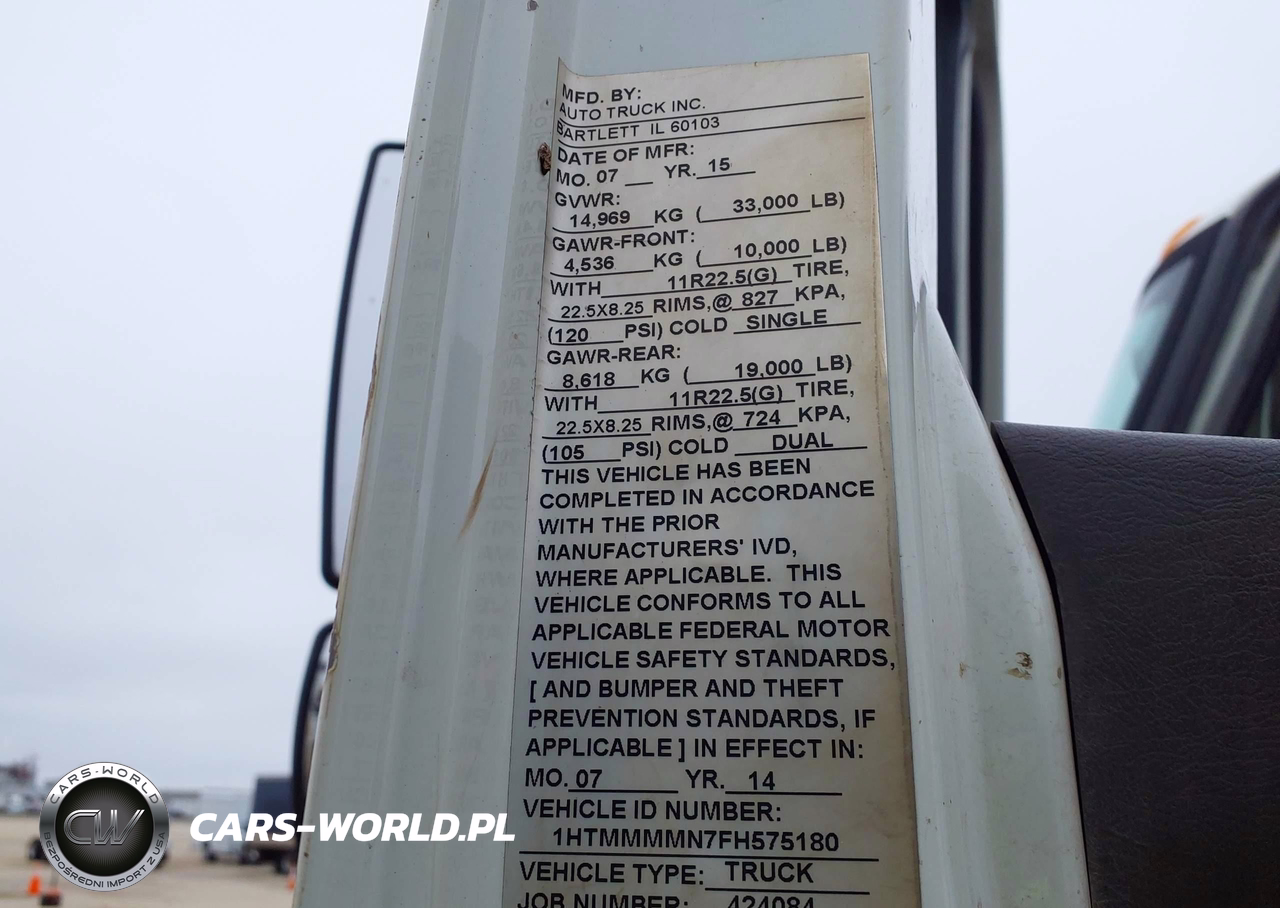 MFD. BY:
AUTO TRUCK INC.
BARTLETT IL 60103
DATE OF MFR:
MO. 07 YR. 15
GVWR:
14,969 KG ( 33,000 LB)
GAWR-FRONT:
4,536 KG ( 10,000 LB)
WITH 11R22.5(G) TIRE,
22.5X8.25 RIMS,@ 827 KPA,
(120 PSI) COLD SINGLE
GAWR-REAR:
8,618 KG ( 19,000 LB)
WITH 11R22.5(G) TIRE,
22.5X8.25 RIMS,@ 724 KPA,
(105 PSI) COLD DUAL
THIS VEHICLE HAS BEEN
COMPLETED IN ACCORDANCE
WITH THE PRIOR
MANUFACTURERS' IVD,
WHERE APPLICABLE. THIS
VEHICLE CONFORMS TO ALL
APPLICABLE FEDERAL MOTOR
VEHICLE SAFETY STANDARDS,
[ AND BUMPER AND THEFT
PREVENTION STANDARDS, IF
APPLICABLE ] IN EFFECT IN:
MO. 07 YR. 14
VEHICLE ID NUMBER:
1HTMMMMN7FH575180
VEHICLE TYPE: TRUCK
JOB NUMBER: 424084
CARS-WORLD
CW
BEZPOŚREDNI IMPORT Z USA
CARS-WORLD.PL